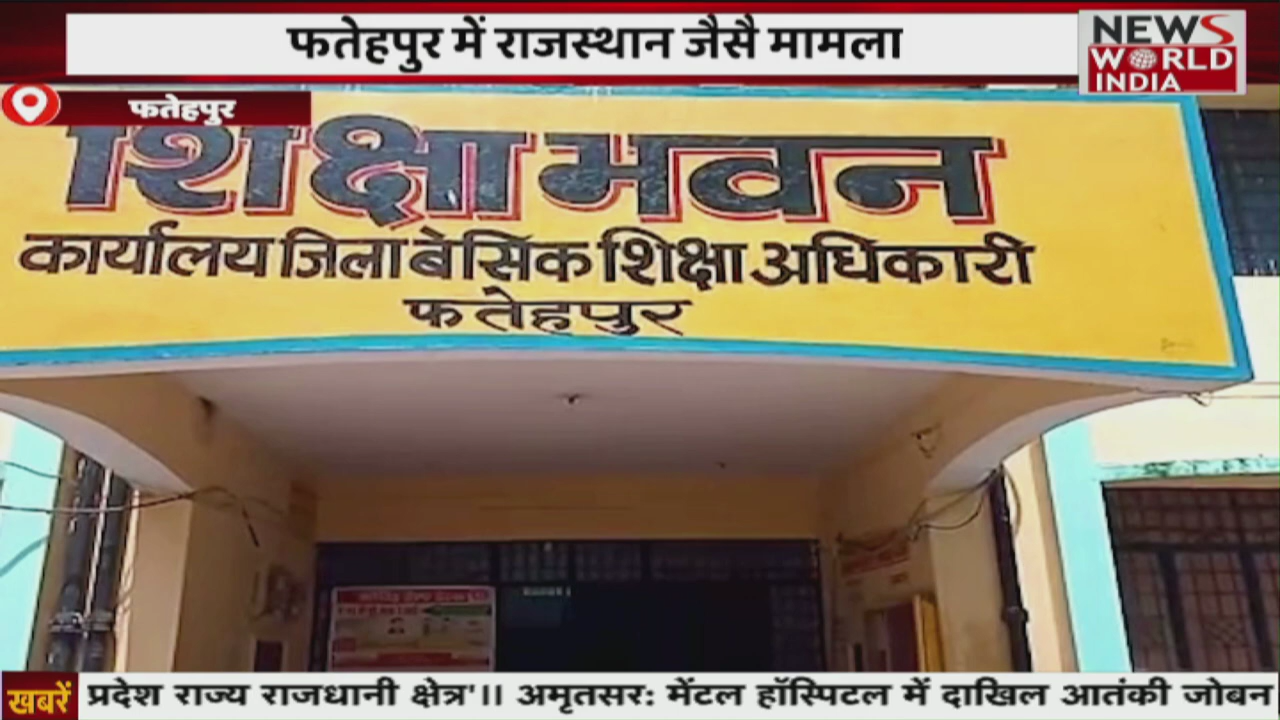 फतेहपुर में राजस्थान जैसै मामला
NEWS
WORLD
INDIA
फतेहपुर
शिक्षा भवन
कार्यालय जिला बेसिक शिक्षा अधिकारी
फतेहपुर
खबरें प्रदेश राज्य राजधानी क्षेत्र'।। अमृतसर: मेंटल हॉस्पिटल में दाखिल आतंकी जोबन